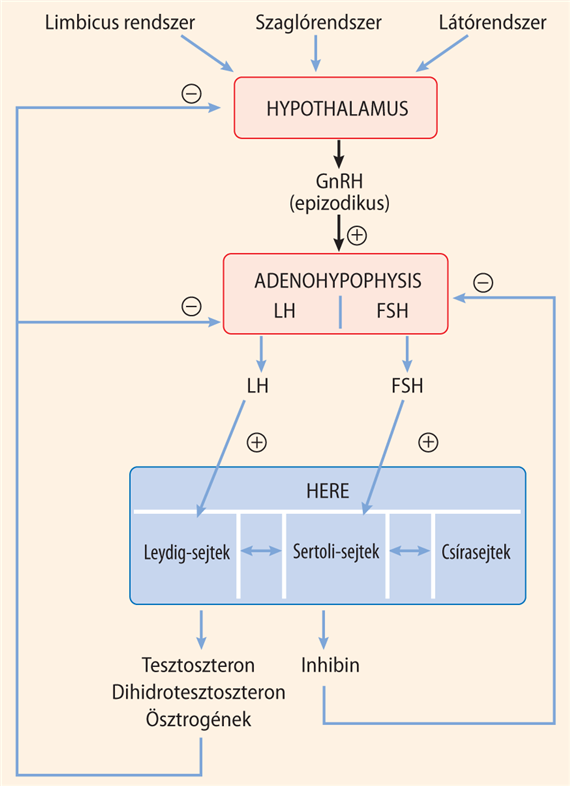 Limbicus rendszer
Szaglórendszer
Látórendszer
−
HYPOTHALAMUS
GnRH
(epizodikus)
+
ADENOHYPOPHYSIS
−
−
LH
FSH
LH
FSH
+
+
HERE
Leydig-sejtek
Sertoli-sejtek
Csírasejtek
Tesztoszteron
Dihidrotesztoszteron
Ösztrogének
Inhibin